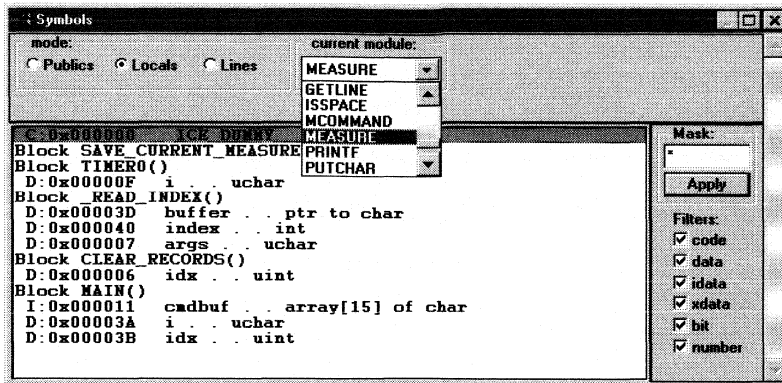 Symbols
mode:
Publics Locals Lines
current module:
MEASURE
GETLINE
ISSPACE
MCOMMAND
MEASURE
PRINTF
PUTCHAR
C:0x000000 ICE DUMMY
Block SAVE_CURRENT_MEASURE
Block TIMER0()
D:0x00000F i . . uchar
Block _READ_INDEX()
D:0x00003D buffer . . ptr to char
D:0x000040 index . . int
D:0x000007 args . . uchar
Block CLEAR_RECORDS()
D:0x000006 idx . . uint
Block MAIN()
I:0x000011 cmdbuf . . array[15] of char
D:0x00003A i . . uchar
D:0x00003B idx . . uint
Mask:
*
Apply
Filters:
code
data
idata
xdata
bit
number